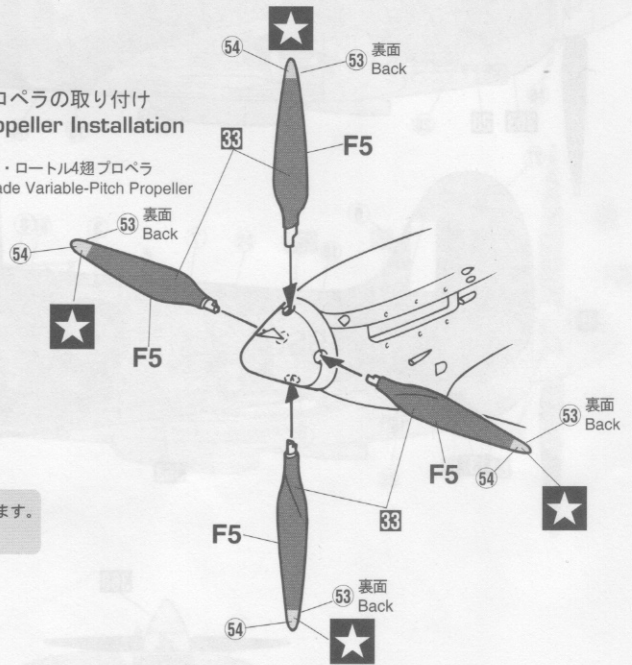 ★
54
53 裏面
Back
ロペラの取り付け
opeller Installation
33
F5
・ロートル4翅プロペラ
ade Variable-Pitch Propeller
53 裏面
Back
54
★
F5
53 裏面
Back
F5
54
★
33
ます。
F5
53 裏面
Back
54
★